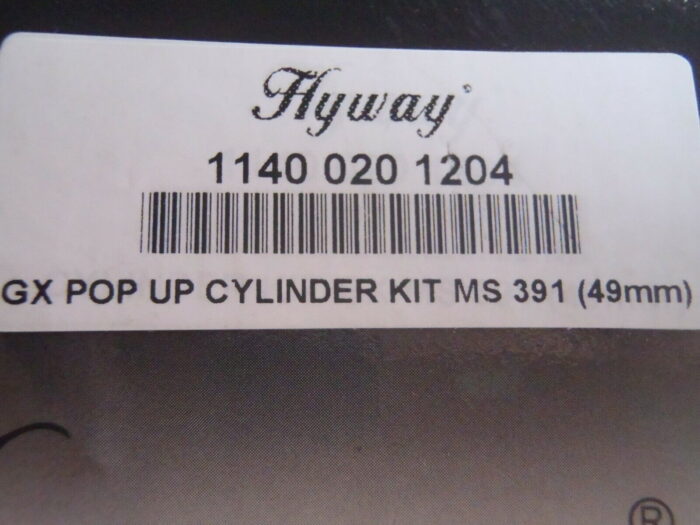 Hyway®
1140 020 1204
GX POP UP CYLINDER KIT MS 391 (49mm)
®